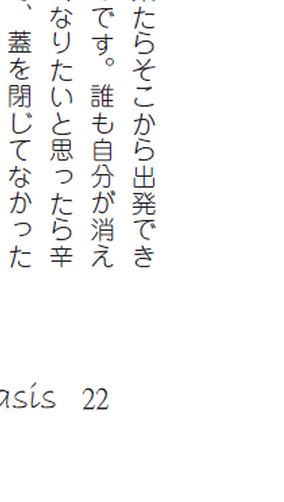 たらそこから出発でき
です。誰も自分が消え
なりたいと思ったら辛
、蓋を閉じてなかった
asis 22